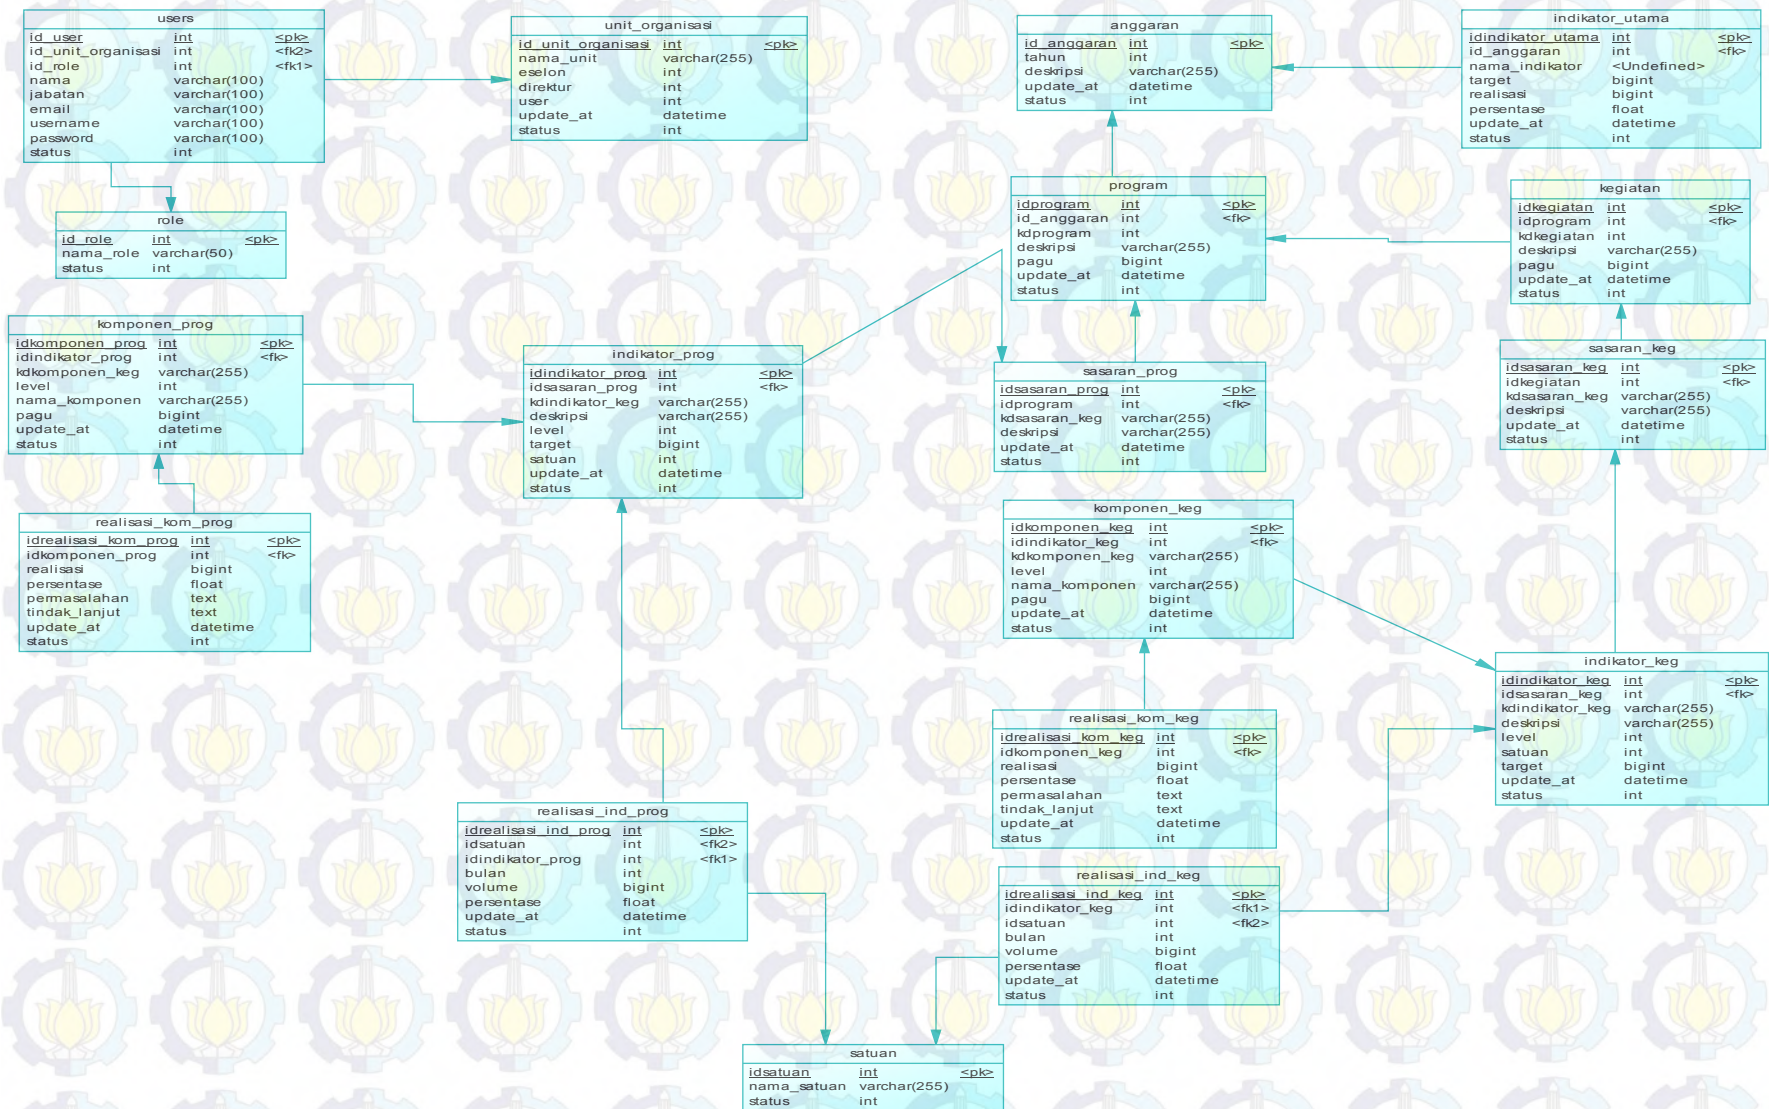 users
id_user int <pk>
id_unit_organisasi int <fk2>
id_role int <fk1>
nama varchar(100)
jabatan varchar(100)
email varchar(100)
username varchar(100)
password varchar(100)
status int
unit_organisasi
id_unit_organisasi int <pk>
nama_unit varchar(255)
eselon int
direktur int
user int
update_at datetime
status int
anggaran
id_anggaran int <pk>
tahun int
deskripsi varchar(255)
update_at datetime
status int
indikator_utama
idindikator_utama int <pk>
id_anggaran int <fk>
nama_indikator <Undefined>
target bigint
realisasi bigint
persentase float
update_at datetime
status int
role
id_role int <pk>
nama_role varchar(50)
status int
program
idprogram int <pk>
id_anggaran int <fk>
kdprogram int
deskripsi varchar(255)
pagu bigint
update_at datetime
status int
kegiatan
idkegiatan int <pk>
idprogram int <fk>
kdkegiatan int
deskripsi varchar(255)
pagu bigint
update_at datetime
status int
komponen_prog
idkomponen_prog int <pk>
idindikator_prog int <fk>
kdkomponen_keg varchar(255)
level int
nama_komponen varchar(255)
pagu bigint
update_at datetime
status int
indikator_prog
idindikator_prog int <pk>
idsasaran_prog int <fk>
kdindikator_keg varchar(255)
deskripsi varchar(255)
level int
target bigint
satuan int
update_at datetime
status int
sasaran_prog
idsasaran_prog int <pk>
idprogram int <fk>
kdsasaran_keg varchar(255)
deskripsi varchar(255)
update_at datetime
status int
sasaran_keg
idsasaran_keg int <pk>
idkegiatan int <fk>
kdsasaran_keg varchar(255)
deskripsi varchar(255)
update_at datetime
status int
realisasi_kom_prog
idrealisasi_kom_prog int <pk>
idkomponen_prog int <fk>
realisasi bigint
persentase float
permasalahan text
tindak_lanjut text
update_at datetime
status int
komponen_keg
idkomponen_keg int <pk>
idindikator_keg int <fk>
kdkomponen_keg varchar(255)
level int
nama_komponen varchar(255)
pagu bigint
update_at datetime
status int
indikator_keg
idindikator_keg int <pk>
idsasaran_keg int <fk>
kdindikator_keg varchar(255)
deskripsi varchar(255)
level int
satuan int
target bigint
update_at datetime
status int
realisasi_kom_keg
idrealisasi_kom_keg int <pk>
idkomponen_keg int <fk>
realisasi bigint
persentase float
permasalahan text
tindak_lanjut text
update_at datetime
status int
realisasi_ind_prog
idrealisasi_ind_prog int <pk>
idsatuan int <fk2>
idindikator_prog int <fk1>
bulan int
volume bigint
persentase float
update_at datetime
status int
realisasi_ind_keg
idrealisasi_ind_keg int <pk>
idindikator_keg int <fk1>
idsatuan int <fk2>
bulan int
volume bigint
persentase float
update_at datetime
status int
satuan
idsatuan int <pk>
nama_satuan varchar(255)
status int